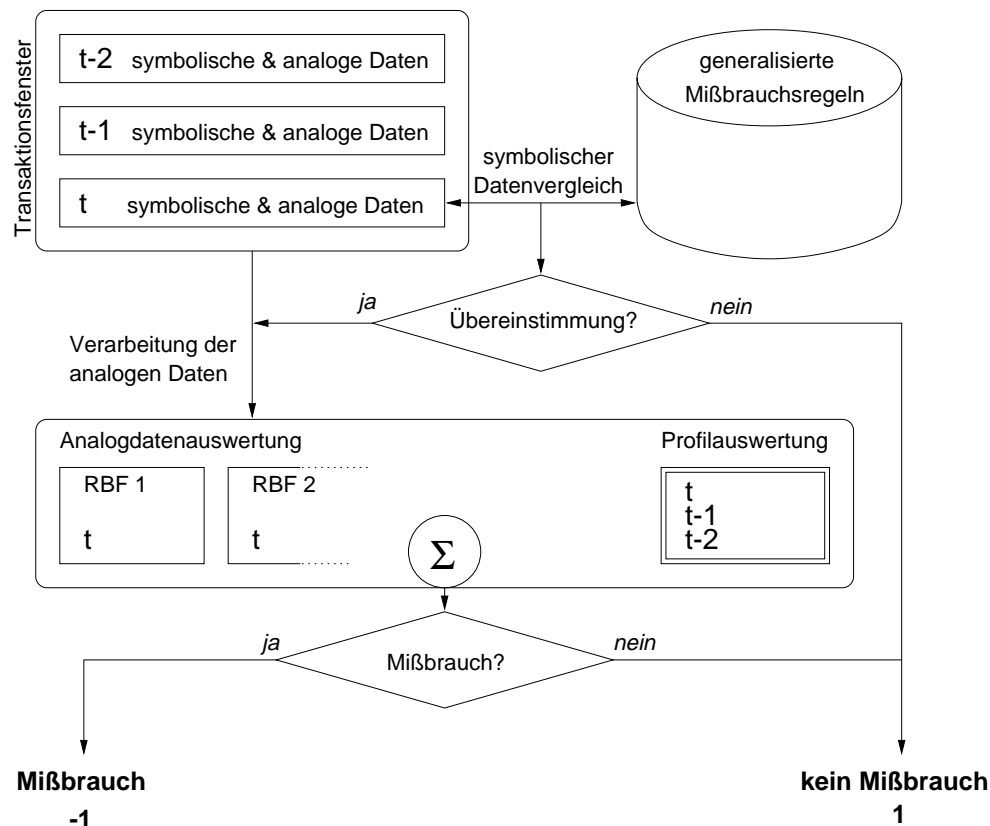 Transaktionsfenster
t-2 symbolische & analoge Daten
t-1 symbolische & analoge Daten
t symbolische & analoge Daten
generalisierte
Mißbrauchsregeln
symbolischer
Datenvergleich
ja
Übereinstimmung?
nein
Verarbeitung der
analogen Daten
Analogdatenauswertung
Profilauswertung
RBF 1
t
RBF 2
t
Σ
t
t-1
t-2
ja
Mißbrauch?
nein
Mißbrauch
-1
kein Mißbrauch
1